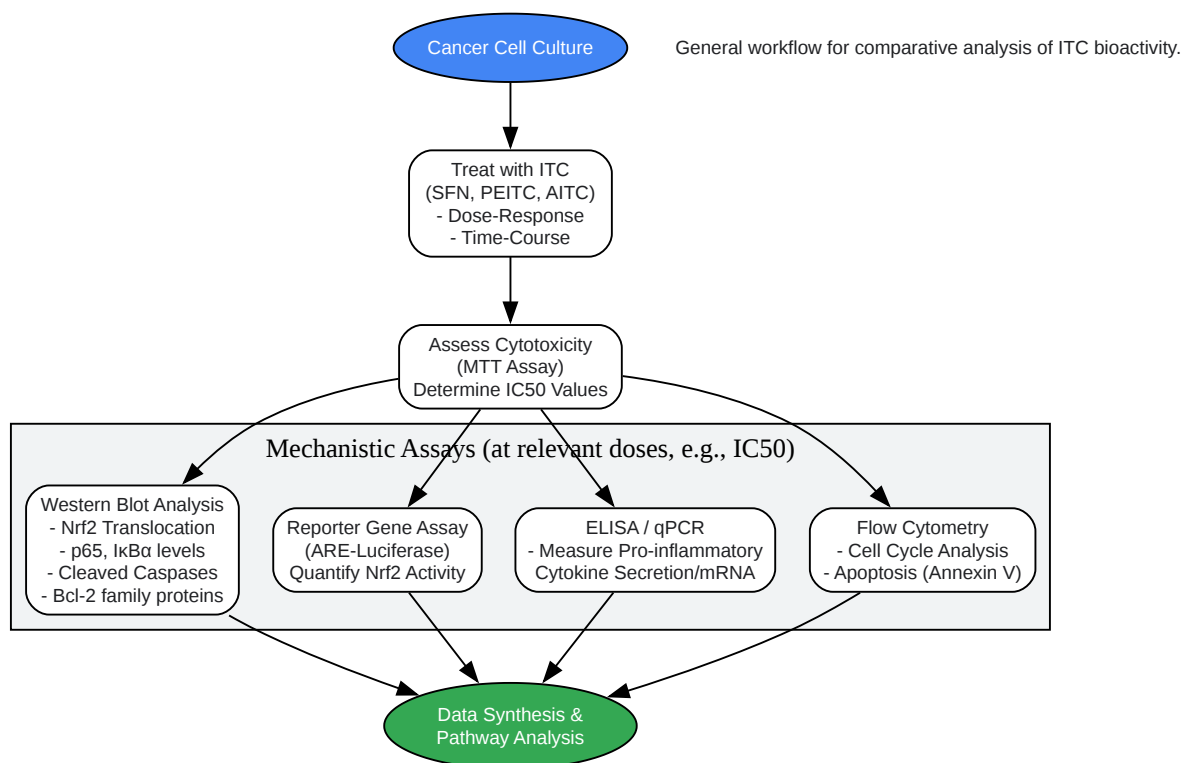 Cancer Cell Culture
General workflow for comparative analysis of ITC bioactivity.
Treat with ITC
(SFN, PEITC, AITC)
- Dose-Response
- Time-Course
Assess Cytotoxicity
(MTT Assay)
Determine IC50 Values
Mechanistic Assays (at relevant doses, e.g., IC50)
Western Blot Analysis
- Nrf2 Translocation
- p65, IκBα levels
- Cleaved Caspases
- Bcl-2 family proteins
Reporter Gene Assay
(ARE-Luciferase)
Quantify Nrf2 Activity
ELISA / qPCR
- Measure Pro-inflammatory
Cytokine Secretion/mRNA
Flow Cytometry
- Cell Cycle Analysis
- Apoptosis (Annexin V)
Data Synthesis &
Pathway Analysis